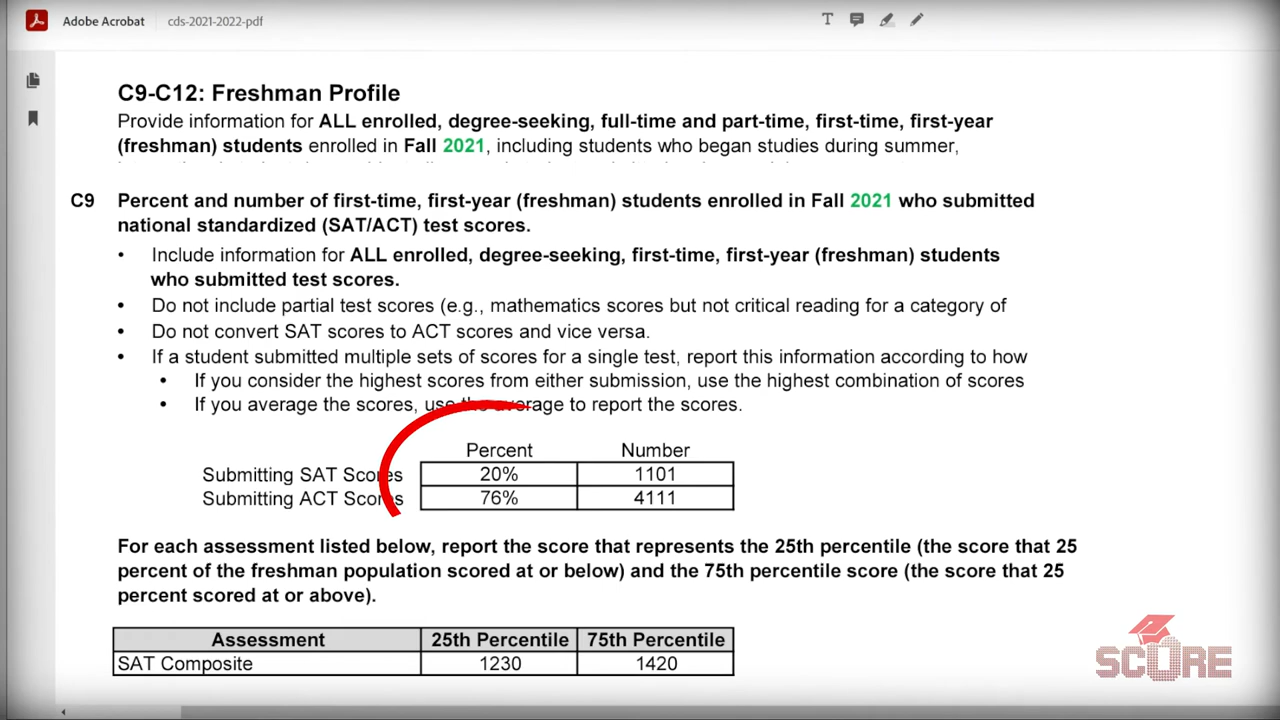 Adobe Acrobat cds-2021-2022-pdf
C9-C12: Freshman Profile
Provide information for ALL enrolled, degree-seeking, full-time and part-time, first-time, first-year
(freshman) students enrolled in Fall 2021, including students who began studies during summer,
C9 Percent and number of first-time, first-year (freshman) students enrolled in Fall 2021 who submitted
national standardized (SAT/ACT) test scores.
• Include information for ALL enrolled, degree-seeking, first-time, first-year (freshman) students
who submitted test scores.
• Do not include partial test scores (e.g., mathematics scores but not critical reading for a category of
• Do not convert SAT scores to ACT scores and vice versa.
• If a student submitted multiple sets of scores for a single test, report this information according to how
• If you consider the highest scores from either submission, use the highest combination of scores
• If you average the scores, use the average to report the scores.
Percent Number
Submitting SAT Scores 20% 1101
Submitting ACT Scores 76% 4111
For each assessment listed below, report the score that represents the 25th percentile (the score that 25
percent of the freshman population scored at or below) and the 75th percentile score (the score that 25
percent scored at or above).
Assessment 25th Percentile 75th Percentile
SAT Composite 1230 1420
SCORE